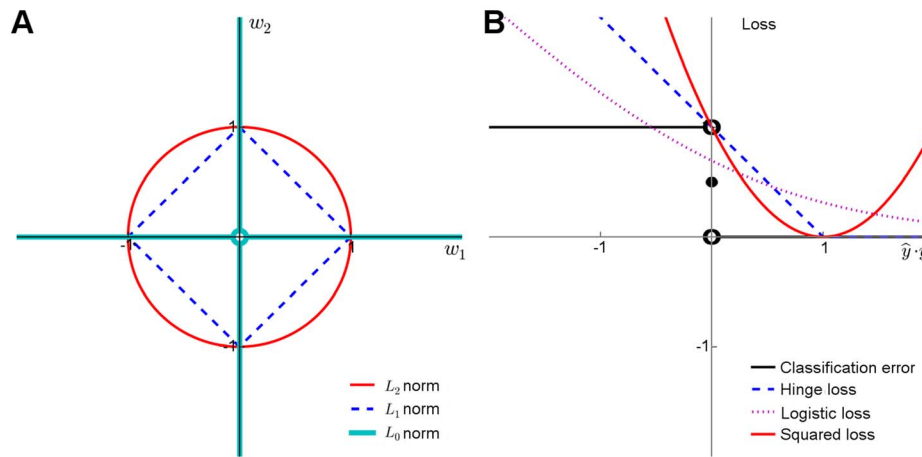 A
w₂
1
-1
1
w₁
-1
L₂ norm
L₁ norm
L₀ norm
B
Loss
-1
1
ŷ·y
-1
Classification error
Hinge loss
Logistic loss
Squared loss